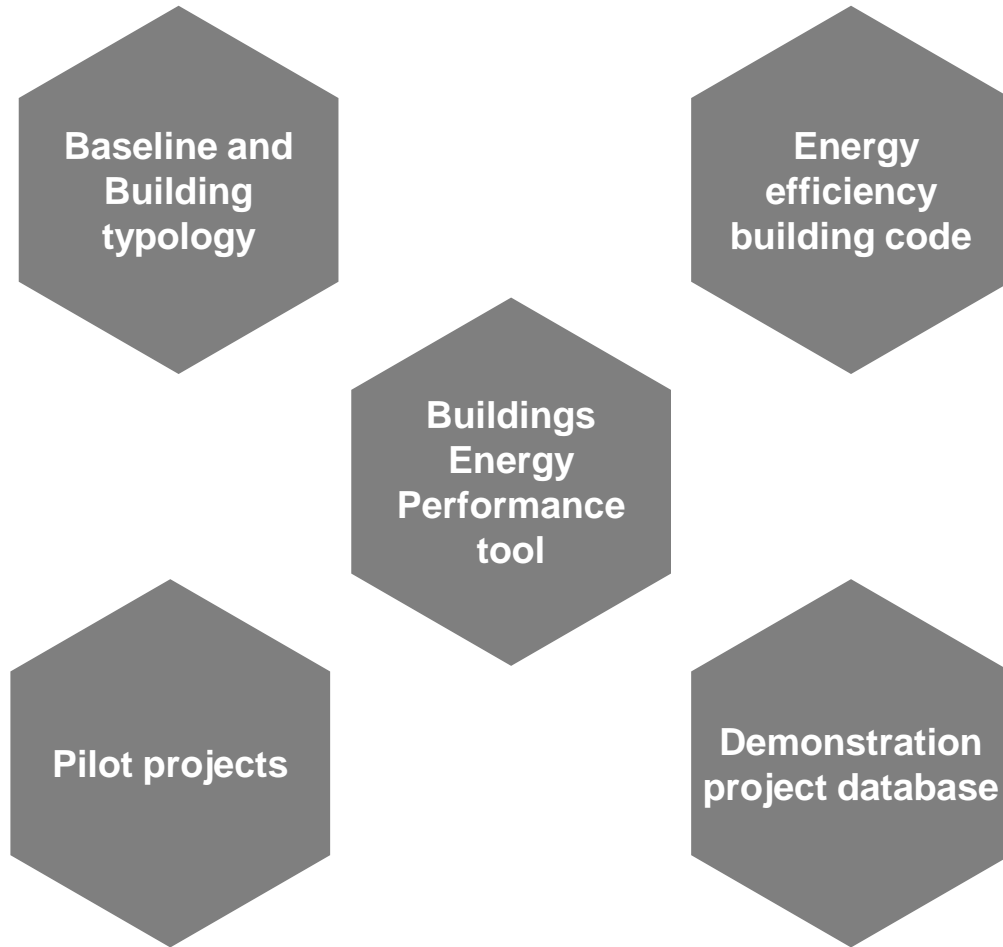 Baseline and
Building
typology
Energy
efficiency
building code
Buildings
Energy
Performance
tool
Pilot projects
Demonstration
project database